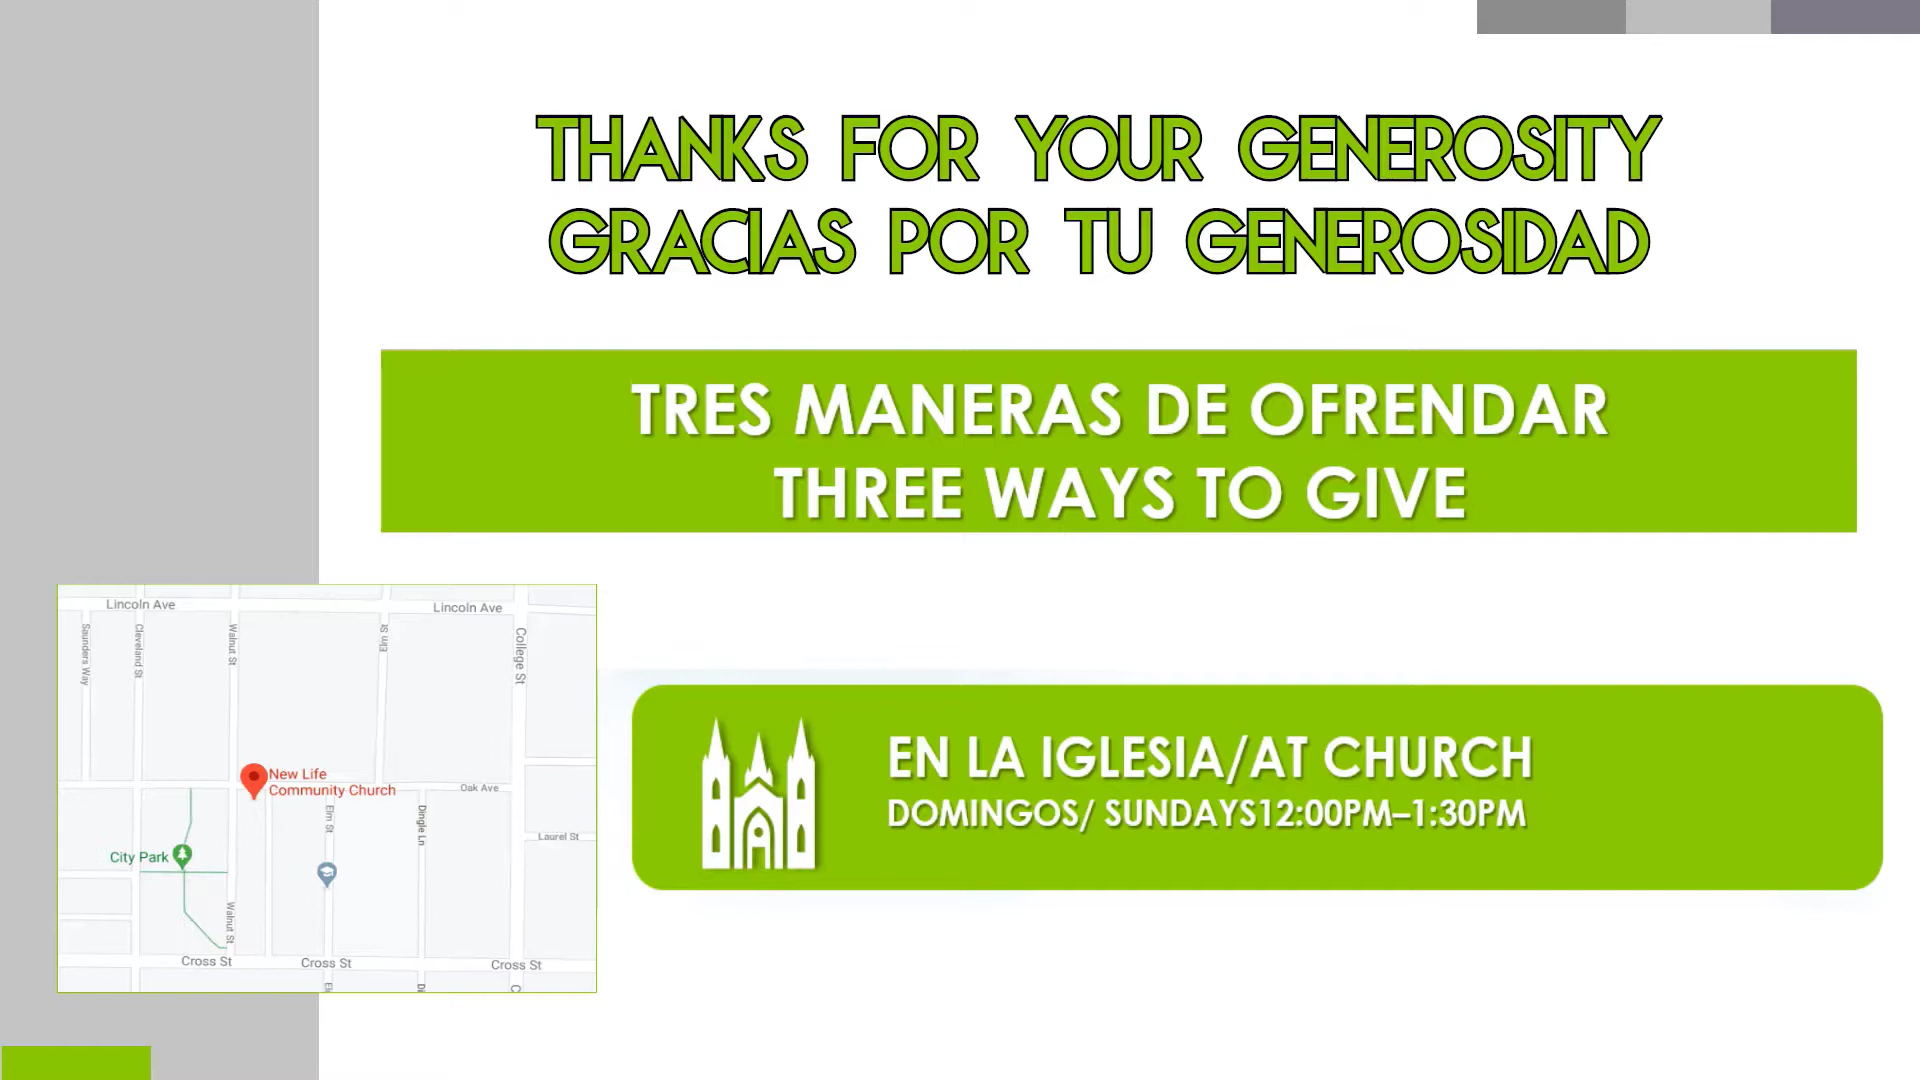 THANKS FOR YOUR GENEROSITY
GRACIAS POR TU GENEROSIDAD
TRES MANERAS DE OFRENDAR
THREE WAYS TO GIVE
Lincoln Ave
Lincoln Ave
Saunders Way
Cleveland St
Walnut St
Elm St
College St
New Life
Community Church
Oak Ave
Elm St
Dingle Ln
Laurel St
City Park
Walnut St
Cross St
Cross St
Cross St
EN LA IGLESIA/AT CHURCH
DOMINGOS/ SUNDAYS12:00PM–1:30PM